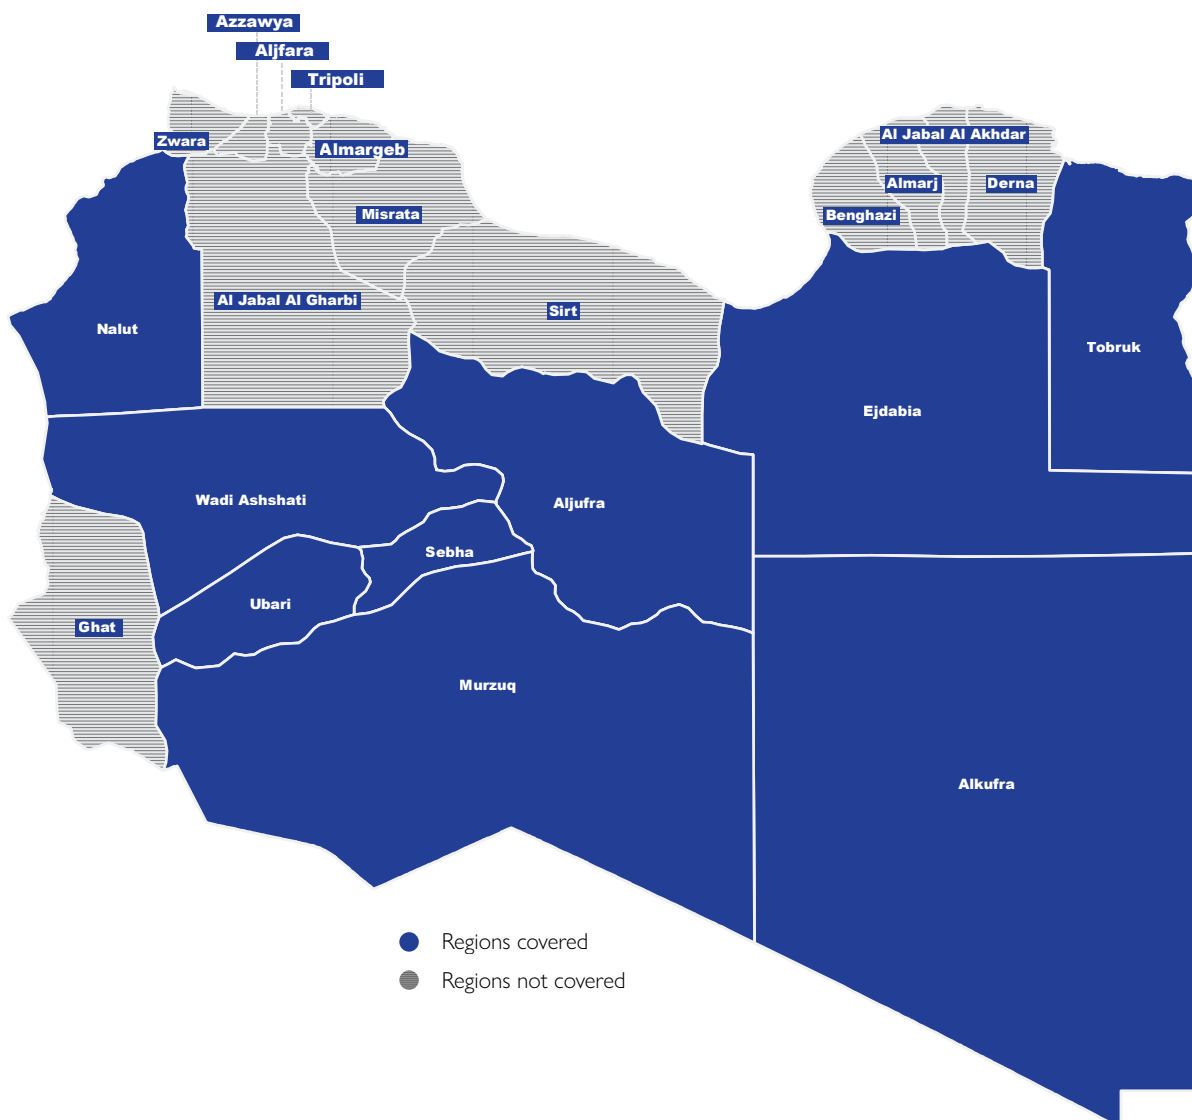 Azzawya
Aljfara
Tripoli
Zwara
Almargeb
Al Jabal Al Akhdar
Almarj
Derna
Misrata
Benghazi
Al Jabal Al Gharbi
Sirt
Nalut
Tobruk
Ejdabia
Wadi Ashshati
Aljufra
Sebha
Ubari
Ghat
Murzuq
Alkufra
Regions covered
Regions not covered